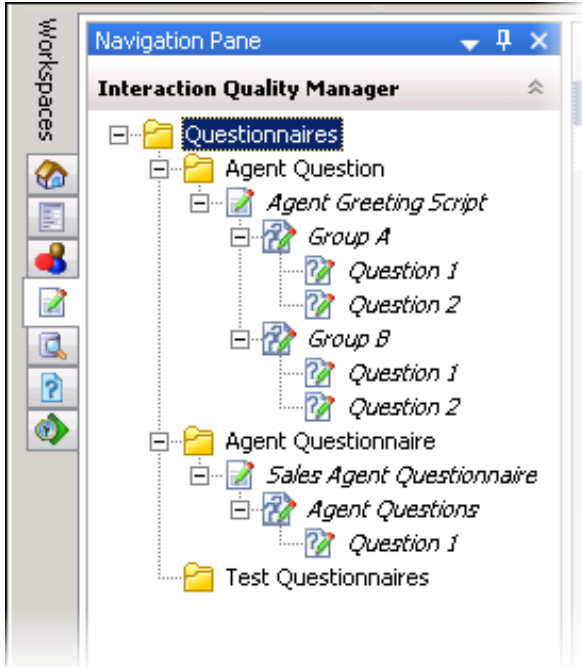 Workspaces
Navigation Pane
Interaction Quality Manager
Questionnaires
Agent Question
Agent Greeting Script
Group A
Question 1
Question 2
Group B
Question 1
Question 2
Agent Questionnaire
Sales Agent Questionnaire
Agent Questions
Question 1
Test Questionnaires